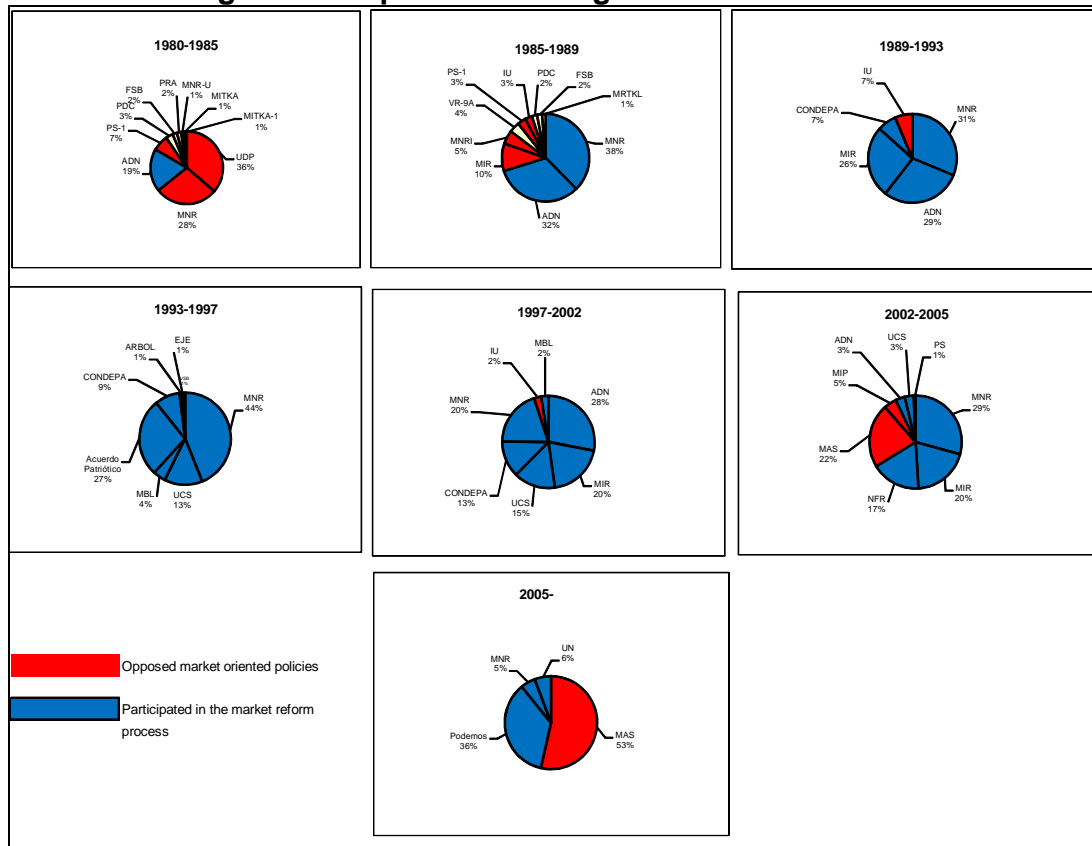 1980-1985
PRA
2%
MNR-U
1%
MITKA
1%
MITKA-1
1%
FSB
2%
PDC
3%
PS-1
7%
ADN
19%
UDP
36%
MNR
28%
1985-1989
PS-1
3%
IU
3%
PDC
2%
FSB
2%
MRTKL
1%
VR-9A
4%
MNRI
5%
MIR
10%
MNR
38%
ADN
32%
1989-1993
IU
7%
CONDEPA
7%
MNR
31%
MIR
26%
ADN
29%
1993-1997
EJE
1%
ARBOL
1%
CONDEPA
9%
MNR
44%
Acuerdo
Patriótico
27%
MBL
4%
UCS
13%
1997-2002
MBL
2%
IU
2%
ADN
28%
MNR
20%
CONDEPA
13%
UCS
15%
MIR
20%
2002-2005
ADN
3%
UCS
3%
PS
1%
MIP
5%
MNR
29%
MAS
22%
NFR
17%
MIR
20%
2005-
UN
6%
MNR
5%
Podemos
36%
MAS
53%
Opposed market oriented policies
Participated in the market reform
process